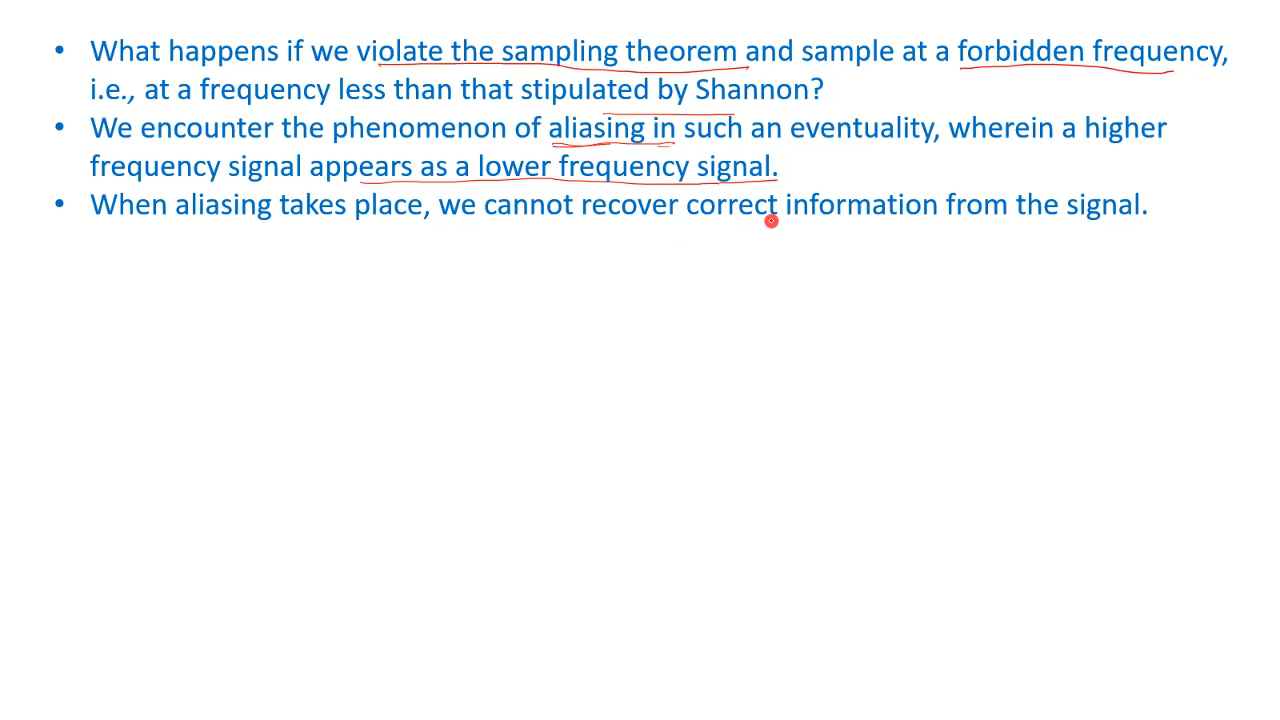 • What happens if we violate the sampling theorem and sample at a forbidden frequency,
i.e., at a frequency less than that stipulated by Shannon?
• We encounter the phenomenon of aliasing in such an eventuality, wherein a higher
frequency signal appears as a lower frequency signal.
• When aliasing takes place, we cannot recover correct information from the signal.